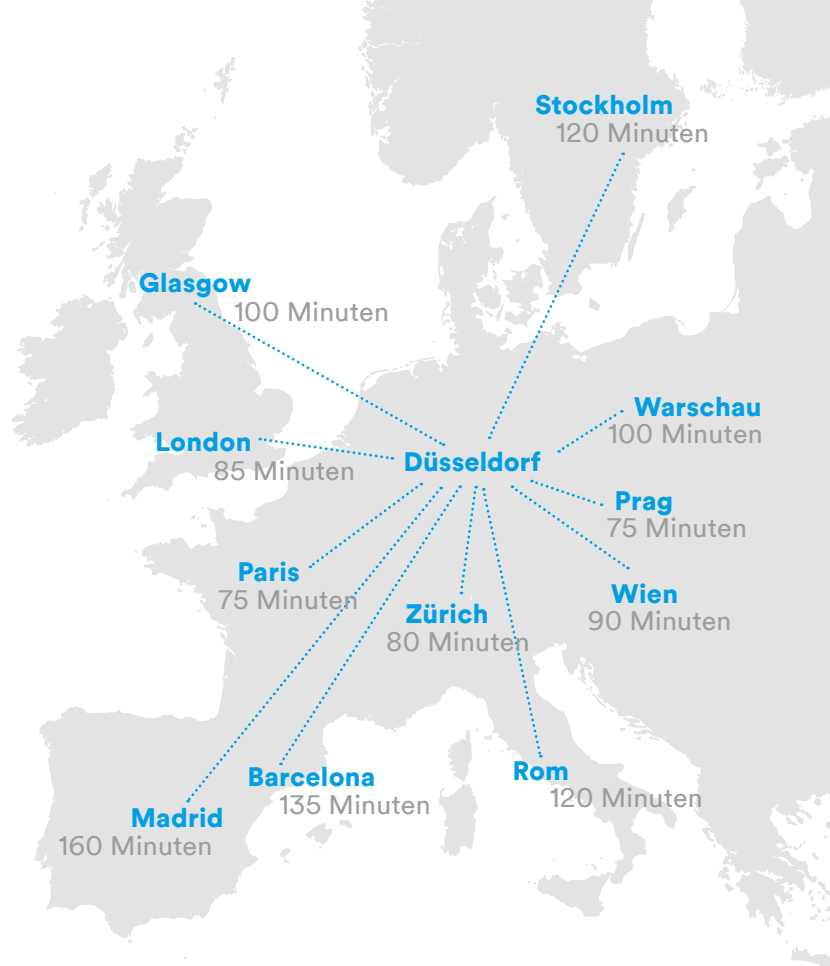 Stockholm
120 Minuten
Glasgow
100 Minuten
Warschau
100 Minuten
London
85 Minuten
Düsseldorf
Prag
75 Minuten
Paris
75 Minuten
Wien
90 Minuten
Zürich
80 Minuten
Rom
120 Minuten
Barcelona
135 Minuten
Madrid
160 Minuten